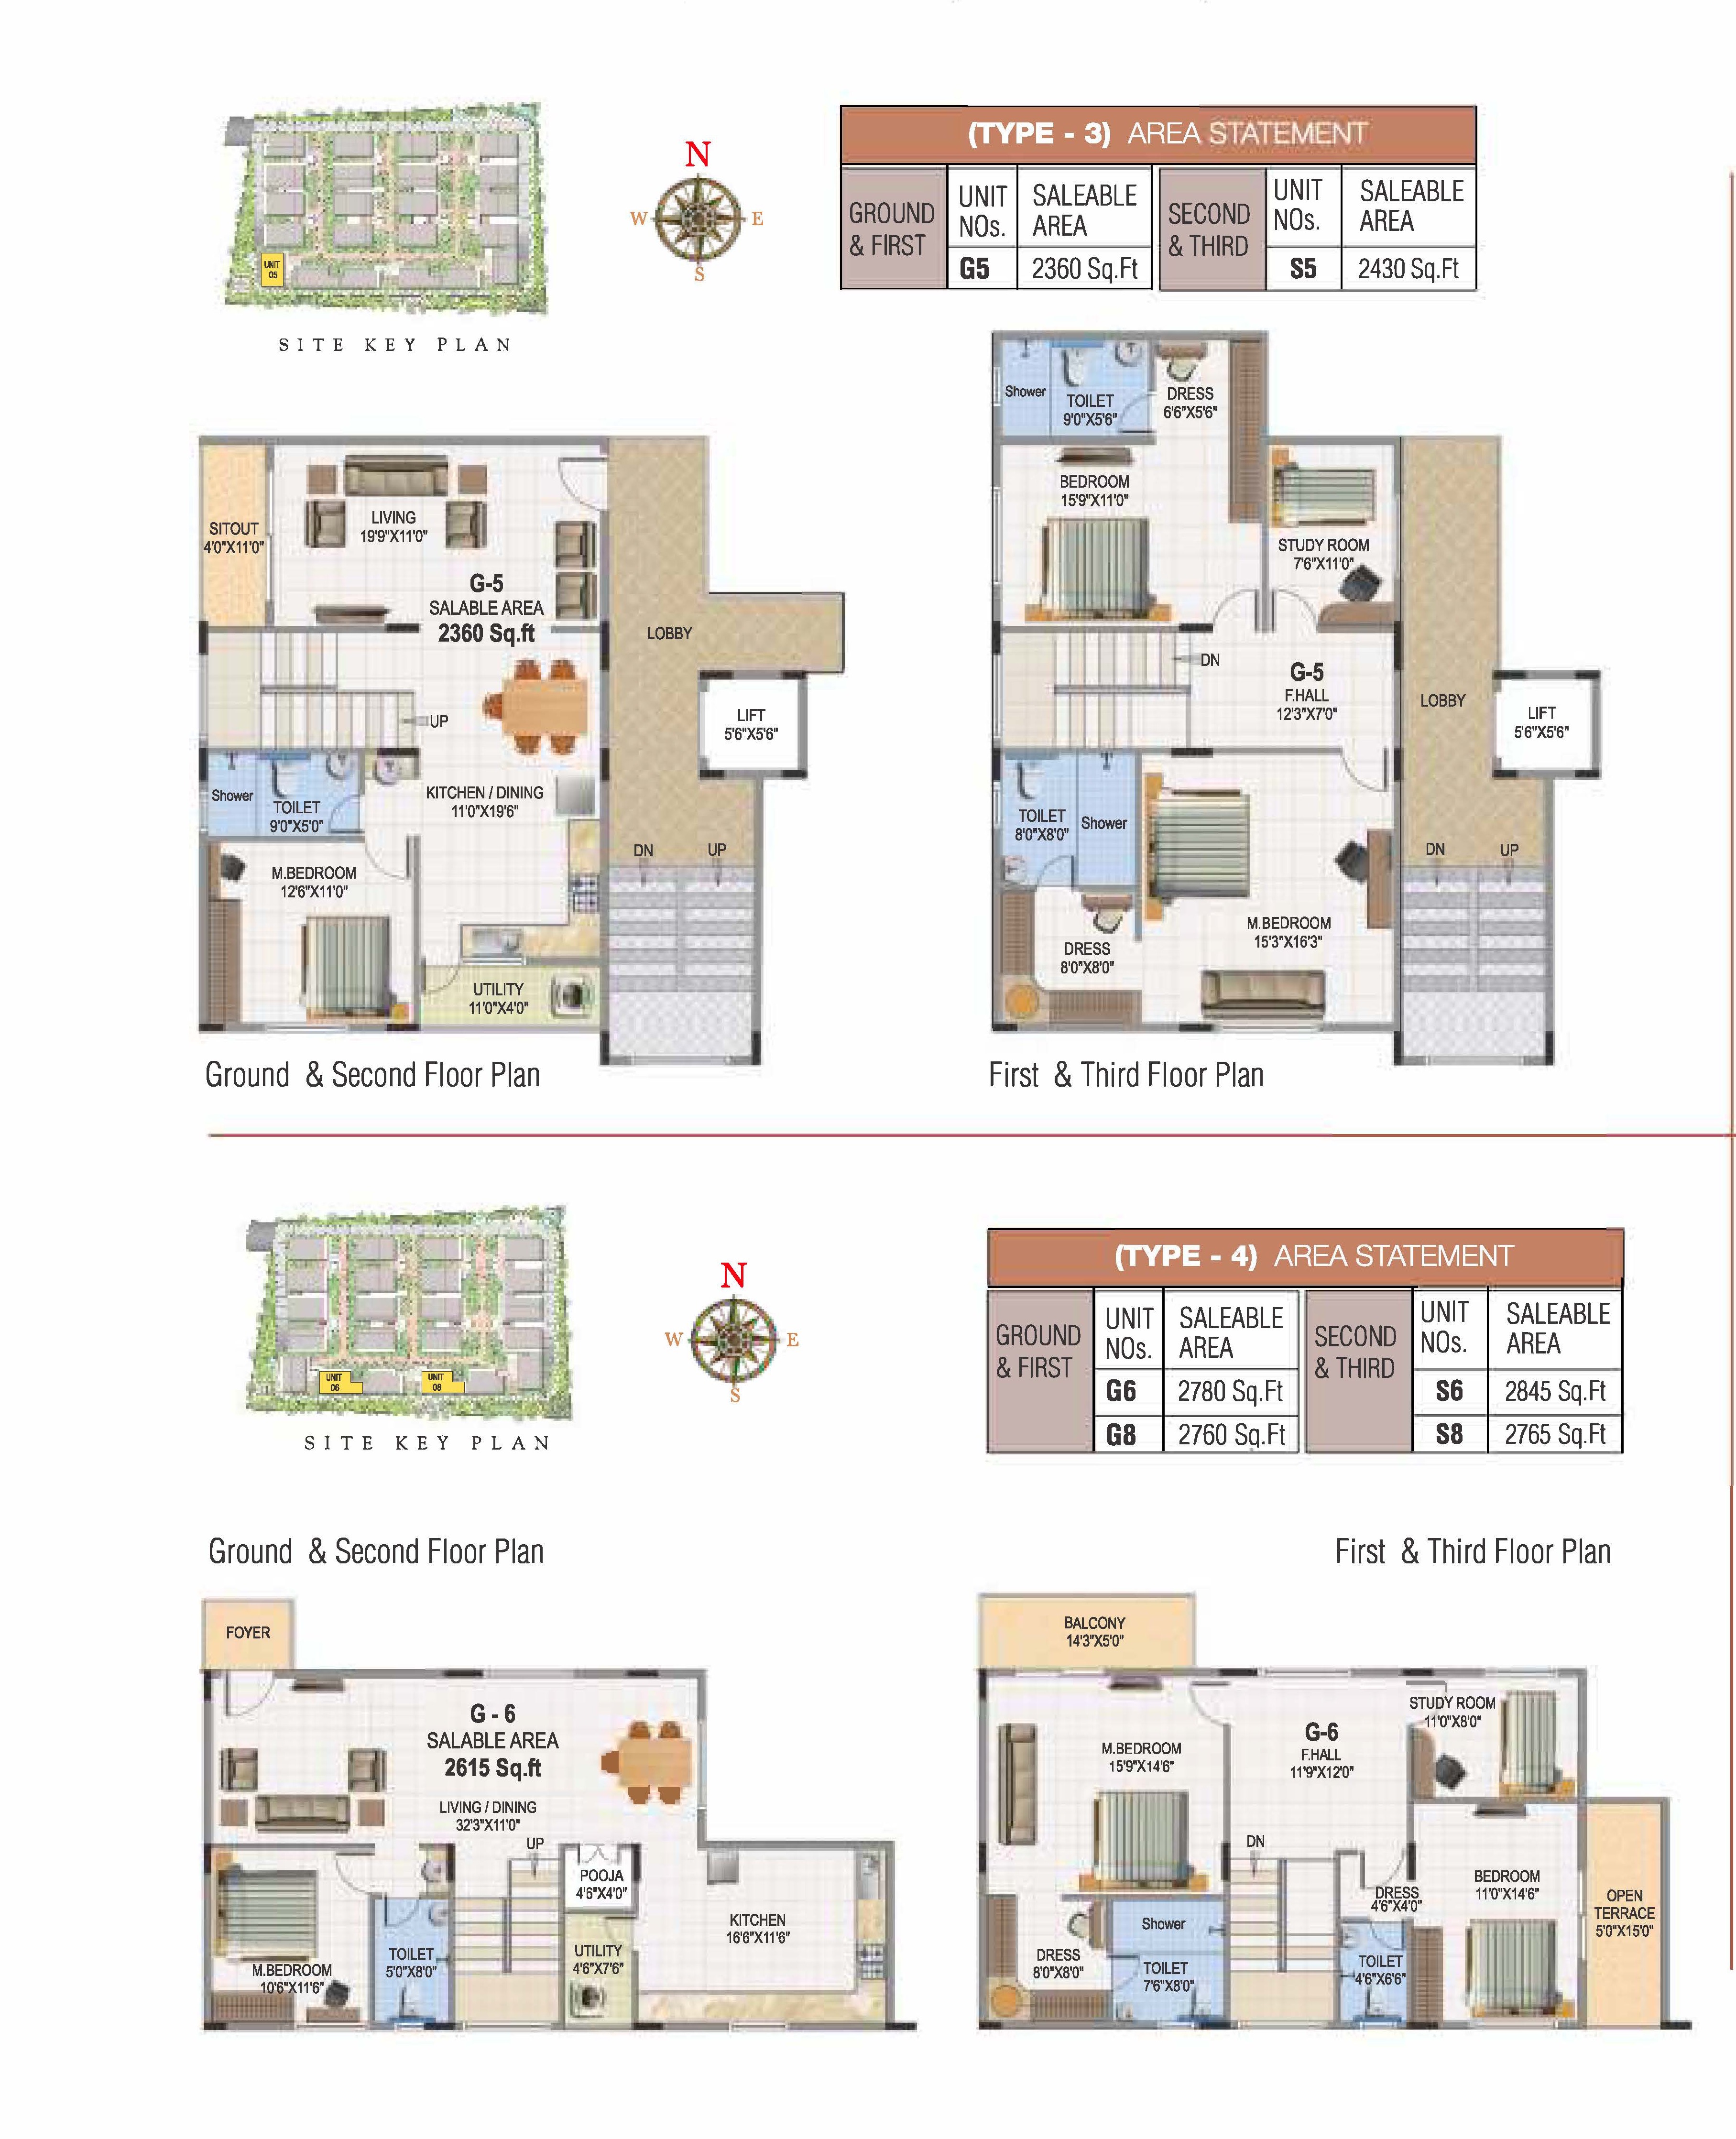 (TYPE - 3) AREA STATEMENT
GROUND & FIRST
UNIT NOs.
SALEABLE AREA
SECOND & THIRD
UNIT NOs.
SALEABLE AREA
G5
2360 Sq.Ft
S5
2430 Sq.Ft
N
W
E
S
UNIT
05
SITE KEY PLAN
SITOUT
4'0"X11'0"
LIVING
19'9"X11'0"
G-5
SALABLE AREA
2360 Sq.ft
LOBBY
UP
LIFT
5'6"X5'6"
Shower
TOILET
9'0"X5'0"
KITCHEN / DINING
11'0"X19'6"
M.BEDROOM
12'6"X11'0"
DN
UP
UTILITY
11'0"X4'0"
Ground & Second Floor Plan
Shower
TOILET
9'0"X5'6"
DRESS
6'6"X5'6"
BEDROOM
15'9"X11'0"
STUDY ROOM
7'6"X11'0"
DN
G-5
F.HALL
12'3"X7'0"
LOBBY
LIFT
5'6"X5'6"
TOILET
8'0"X8'0"
Shower
DN
UP
M.BEDROOM
15'3"X16'3"
DRESS
8'0"X8'0"
First & Third Floor Plan
UNIT
06
UNIT
08
SITE KEY PLAN
N
W
E
S
(TYPE - 4) AREA STATEMENT
GROUND & FIRST
UNIT NOs.
SALEABLE AREA
SECOND & THIRD
UNIT NOs.
SALEABLE AREA
G6
2780 Sq.Ft
S6
2845 Sq.Ft
G8
2760 Sq.Ft
S8
2765 Sq.Ft
Ground & Second Floor Plan
FOYER
G - 6
SALABLE AREA
2615 Sq.ft
LIVING / DINING
32'3"X11'0"
UP
POOJA
4'6"X4'0"
KITCHEN
16'6"X11'6"
UTILITY
4'6"X7'6"
TOILET
5'0"X8'0"
M.BEDROOM
10'6"X11'6"
First & Third Floor Plan
BALCONY
14'3"X5'0"
STUDY ROOM
11'0"X8'0"
G-6
F.HALL
11'9"X12'0"
M.BEDROOM
15'9"X14'6"
DN
BEDROOM
11'0"X14'6"
DRESS
4'6"X4'0"
OPEN
TERRACE
5'0"X15'0"
Shower
DRESS
8'0"X8'0"
TOILET
7'6"X8'0"
TOILET
4'6"X6'6"